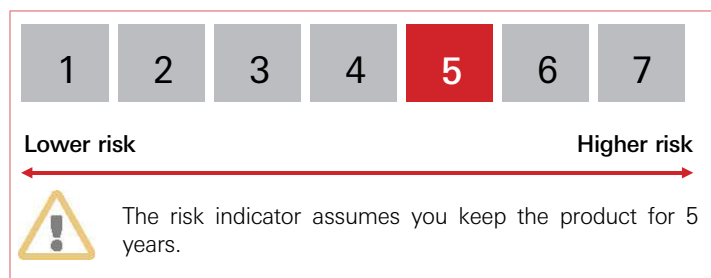 1 2 3 4 5 6 7
Lower risk Higher risk
The risk indicator assumes you keep the product for 5
years.